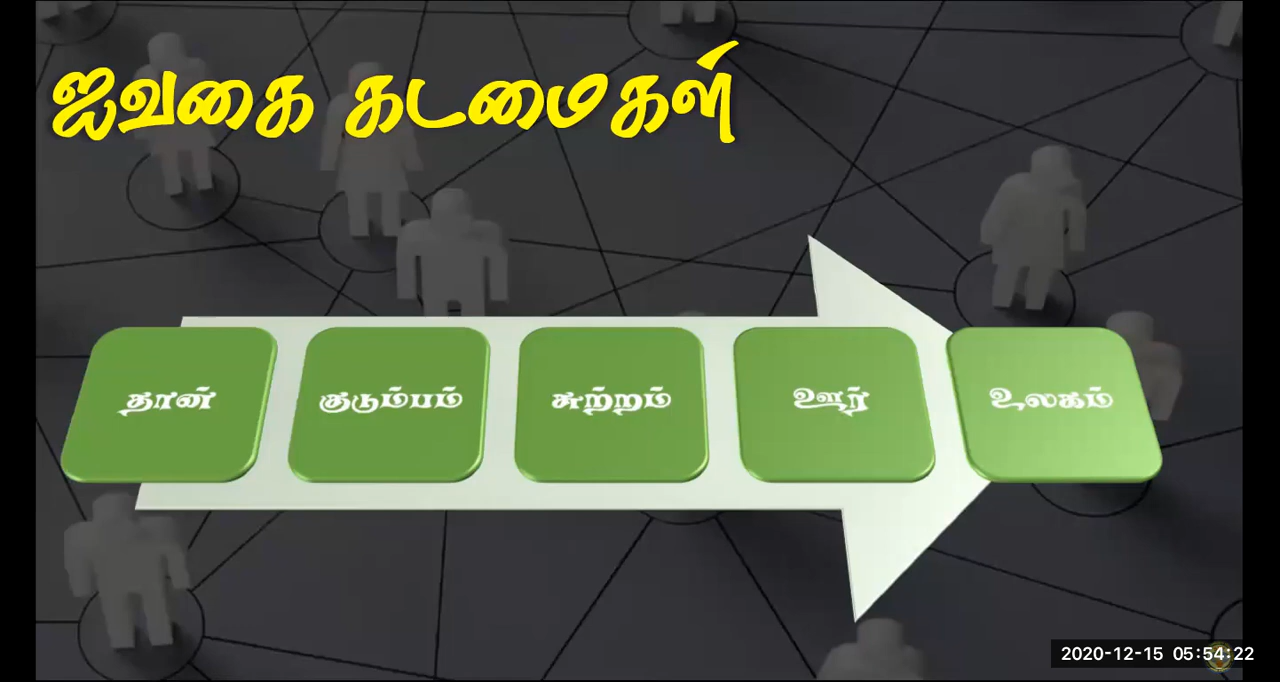 ஐவகை கடமைகள்
தான்
குடும்பம்
சுற்றம்
ஊர்
உலகம்
2020-12-15 05:54:22